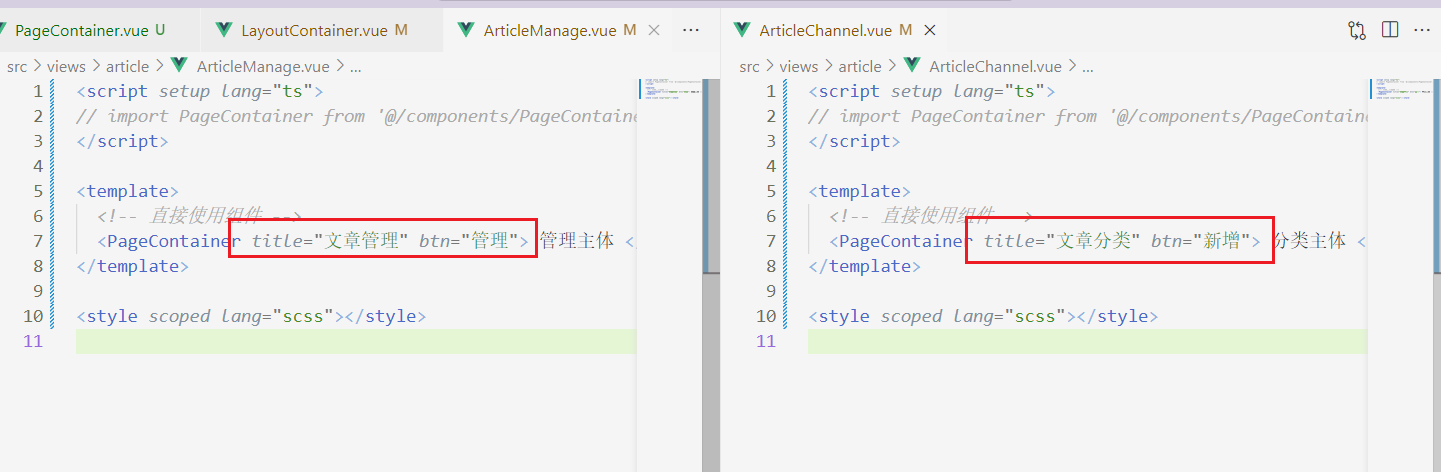 PageContainer.vue U
LayoutContainer.vue M
ArticleManage.vue M
ArticleChannel.vue M
src > views > article > ArticleManage.vue > ...
1 <script setup lang="ts">
2 // import PageContainer from '@/components/PageContaine
3 </script>
4
5 <template>
6 <!-- 直接使用组件 -->
7 <PageContainer title="文章管理" btn="管理"> 管理主体 </
8 </template>
9
10 <style scoped lang="scss"></style>
11
src > views > article > ArticleChannel.vue > ...
1 <script setup lang="ts">
2 // import PageContainer from '@/components/PageContaine
3 </script>
4
5 <template>
6 <!-- 直接使用组件 -->
7 <PageContainer title="文章分类" btn="新增"> 分类主体 <
8 </template>
9
10 <style scoped lang="scss"></style>
11